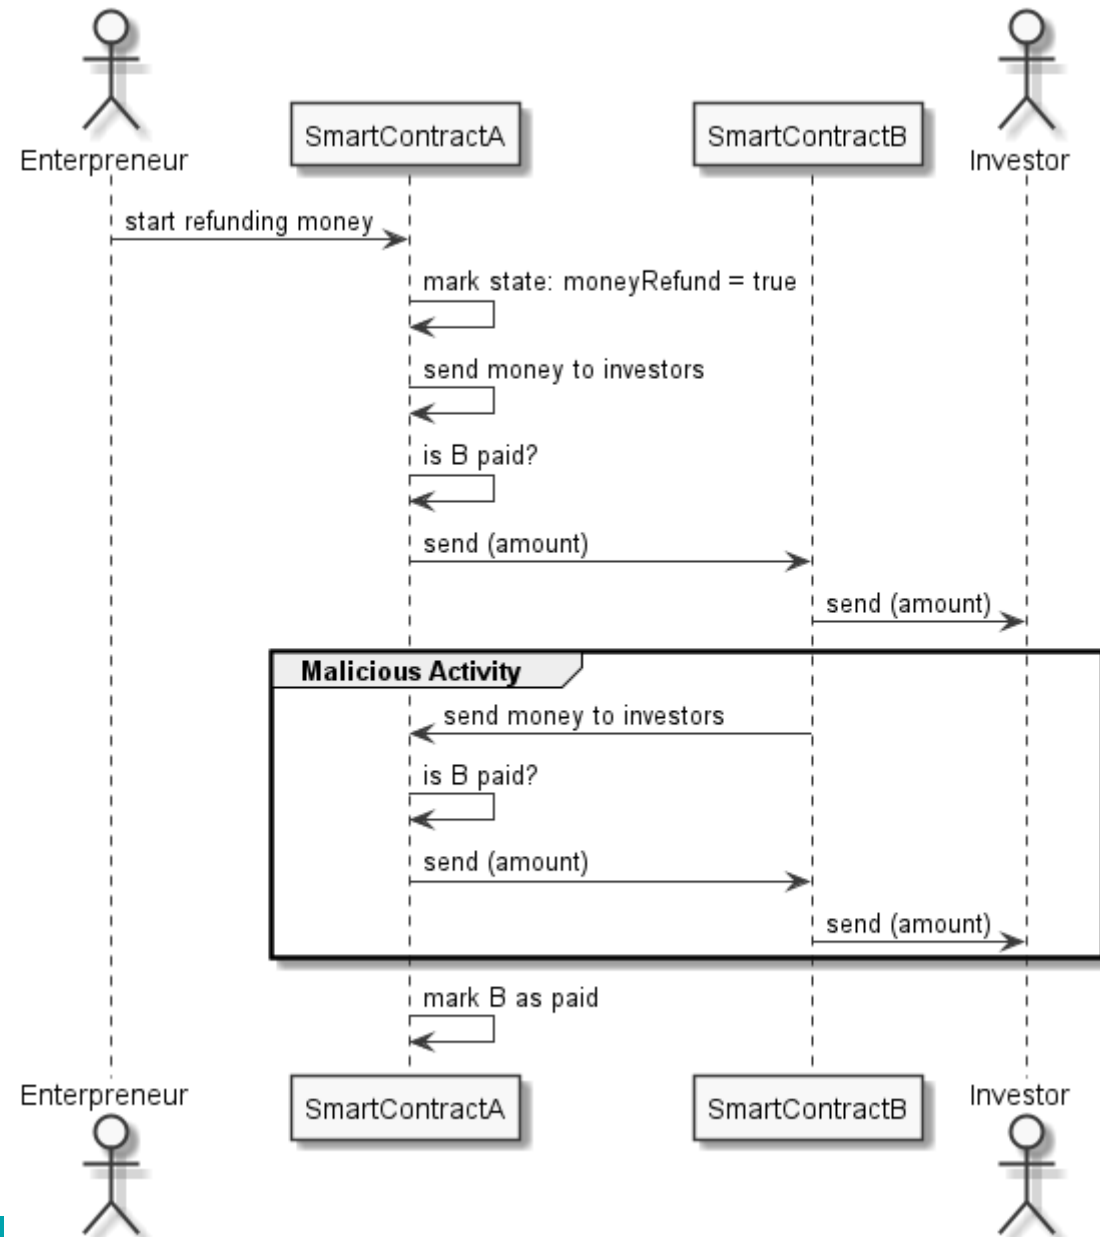 Enterpreneur
SmartContractA
SmartContractB
Investor
start refunding money
mark state: moneyRefund = true
send money to investors
is B paid?
send (amount)
send (amount)
Malicious Activity
send money to investors
is B paid?
send (amount)
send (amount)
mark B as paid
Enterpreneur
SmartContractA
SmartContractB
Investor